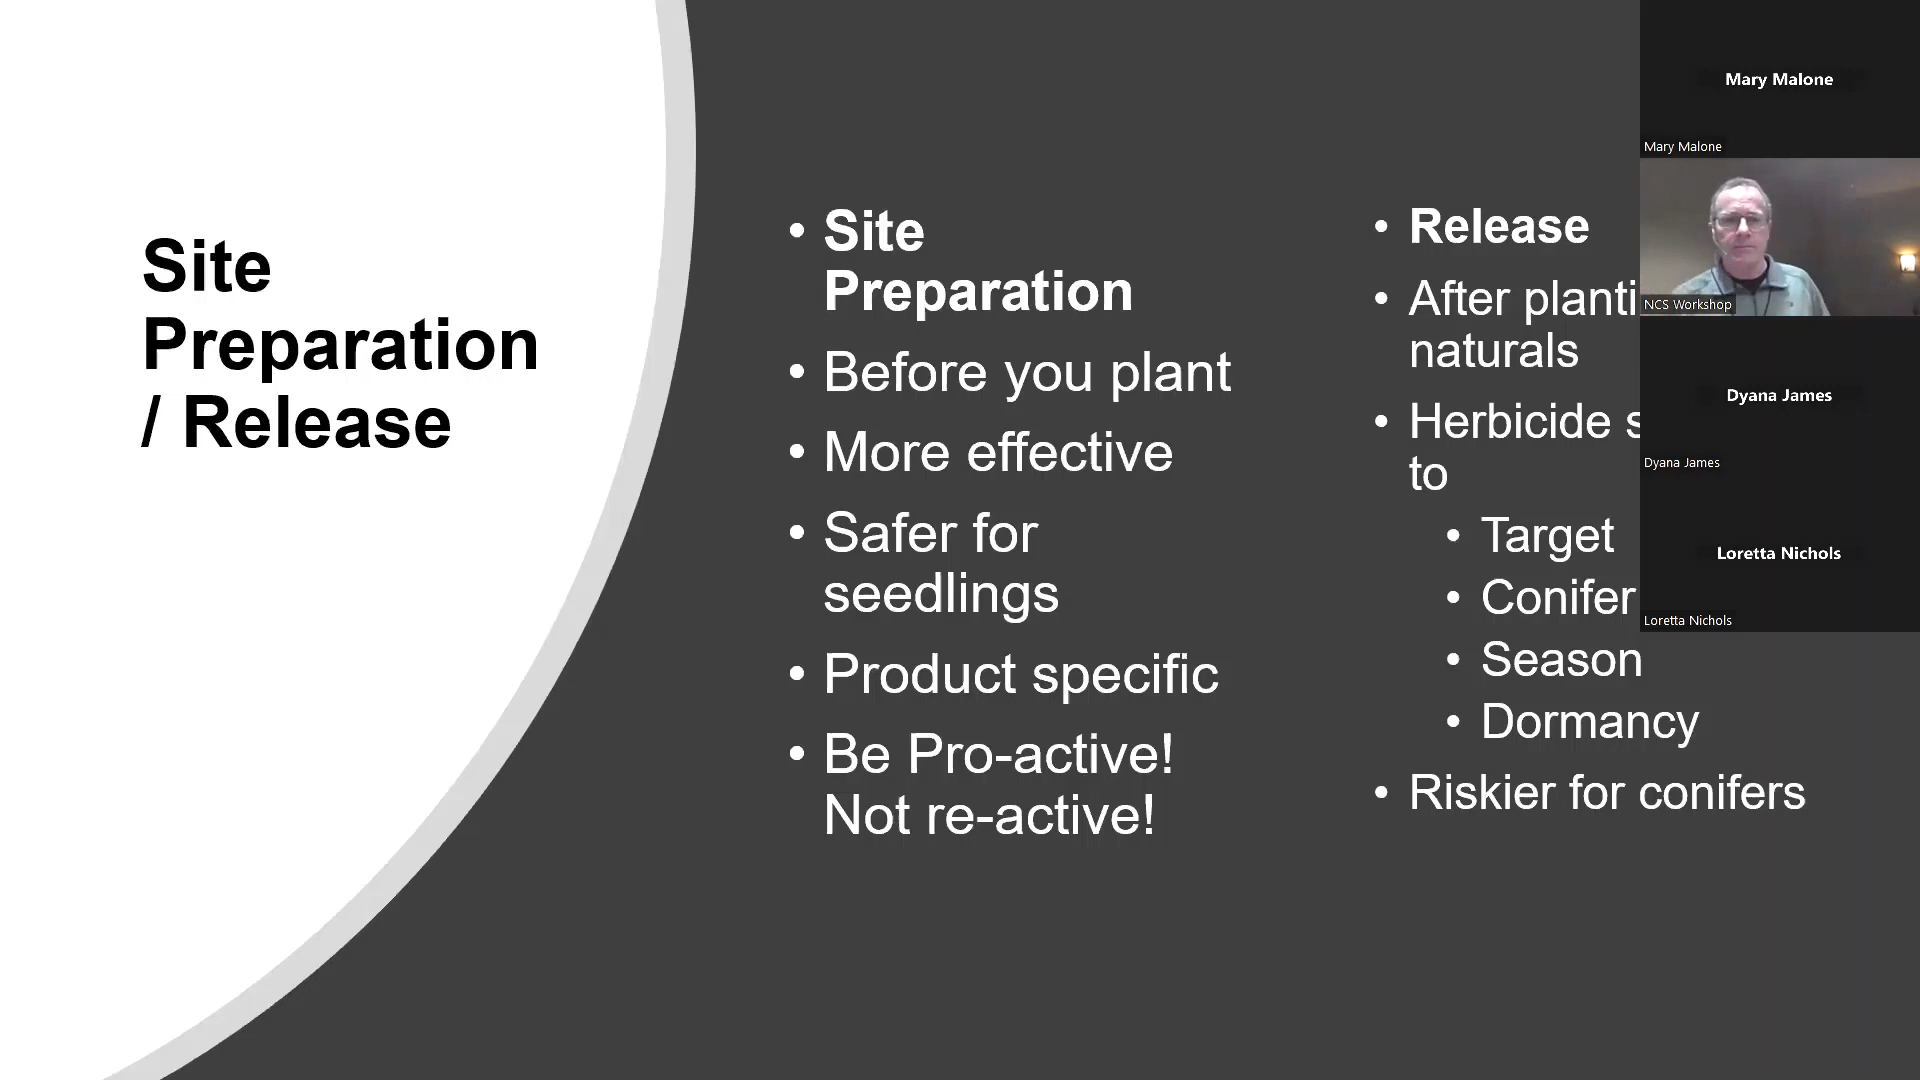 Site
Preparation
/ Release
• Site
Preparation
• Before you plant
• More effective
• Safer for
seedlings
• Product specific
• Be Pro-active!
Not re-active!
• Release
• After
naturals
• Herbicide
to
• Target
• Conifer
• Season
• Dormancy
• Riskier for conifers
Mary Malone
Mary Malone
NCS Workshop
Dyana James
Dyana James
Loretta Nichols
Loretta Nichols